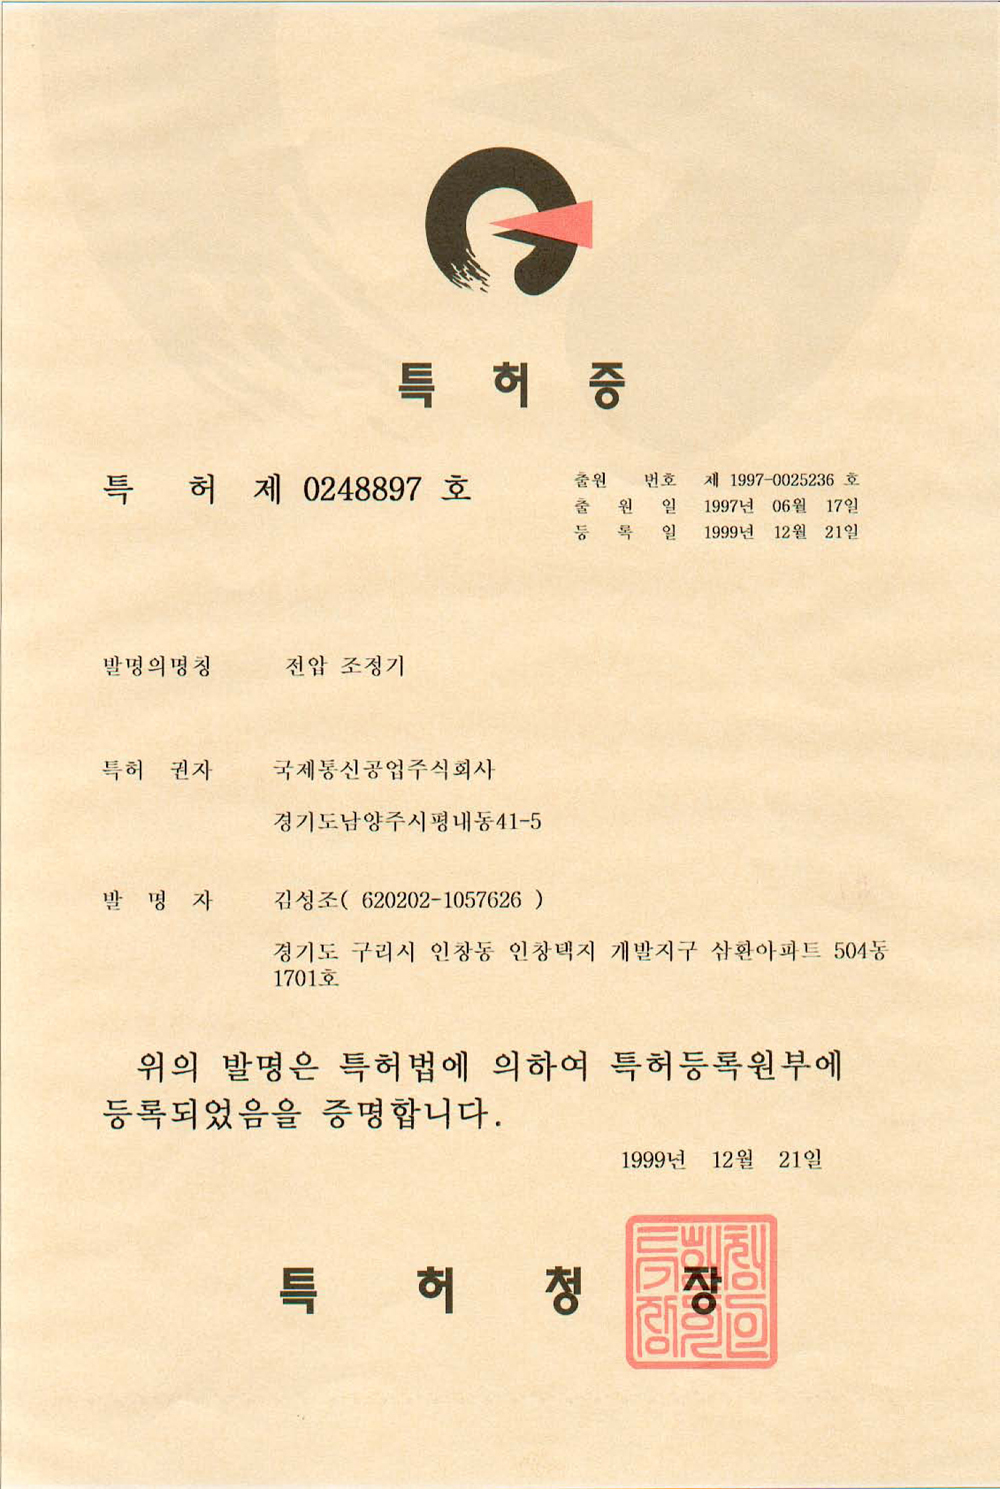 특 허 증
특 허 제 0248897 호
출원 번호 제 1997-0025236 호
출 원 일 1997년 06월 17일
등 록 일 1999년 12월 21일
발명의명칭 전압 조정기
특허 권자 국제통신공업주식회사
경기도남양주시평내동41-5
발 명 자 김성조( 620202-1057626 )
경기도 구리시 인창동 인창택지 개발지구 삼환아파트 504동
1701호
위의 발명은 특허법에 의하여 특허등록원부에
등록되었음을 증명합니다.
1999년 12월 21일
특 허 청 장